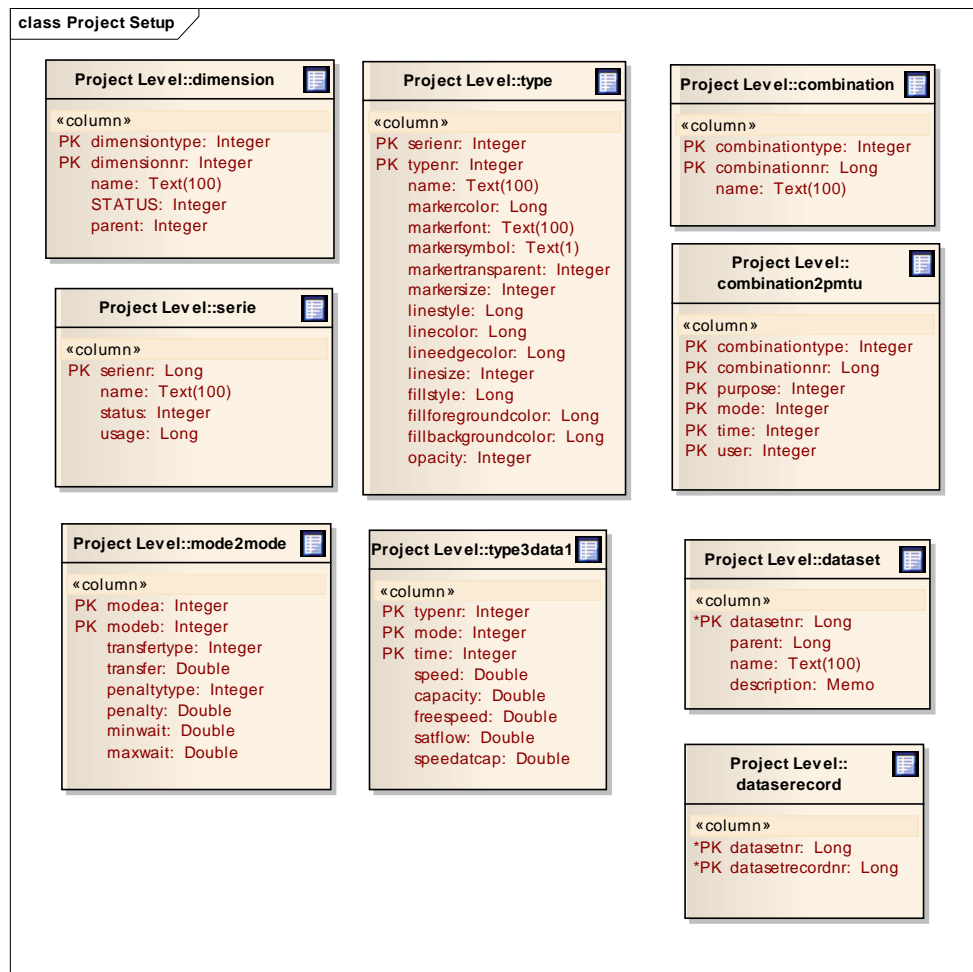 class Project Setup
Project Level::dimension
«column»
PK dimensiontype: Integer
PK dimensionnr: Integer
name: Text(100)
STATUS: Integer
parent: Integer
Project Level::type
«column»
PK serienr: Integer
PK typenr: Integer
name: Text(100)
markercolor: Long
markerfont: Text(100)
markersymbol: Text(1)
markertransparent: Integer
markersize: Integer
linestyle: Long
linecolor: Long
lineedgecolor: Long
linesize: Integer
fillstyle: Long
fillforegroundcolor: Long
fillbackgroundcolor: Long
opacity: Integer
Project Level::combination
«column»
PK combinationtype: Integer
PK combinationnr: Long
name: Text(100)
Project Level::
combination2pmtu
«column»
PK combinationtype: Integer
PK combinationnr: Long
PK purpose: Integer
PK mode: Integer
PK time: Integer
PK user: Integer
Project Level::serie
«column»
PK serienr: Long
name: Text(100)
status: Integer
usage: Long
Project Level::mode2mode
«column»
PK modea: Integer
PK modeb: Integer
transfertype: Integer
transfer: Double
penaltytype: Integer
penalty: Double
minwait: Double
maxwait: Double
Project Level::type3data1
«column»
PK typenr: Integer
PK mode: Integer
PK time: Integer
speed: Double
capacity: Double
freespeed: Double
satflow: Double
speedatcap: Double
Project Level::dataset
«column»
*PK datasetnr: Long
parent: Long
name: Text(100)
description: Memo
Project Level::
dataserecord
«column»
*PK datasetnr: Long
*PK datasetrecordnr: Long